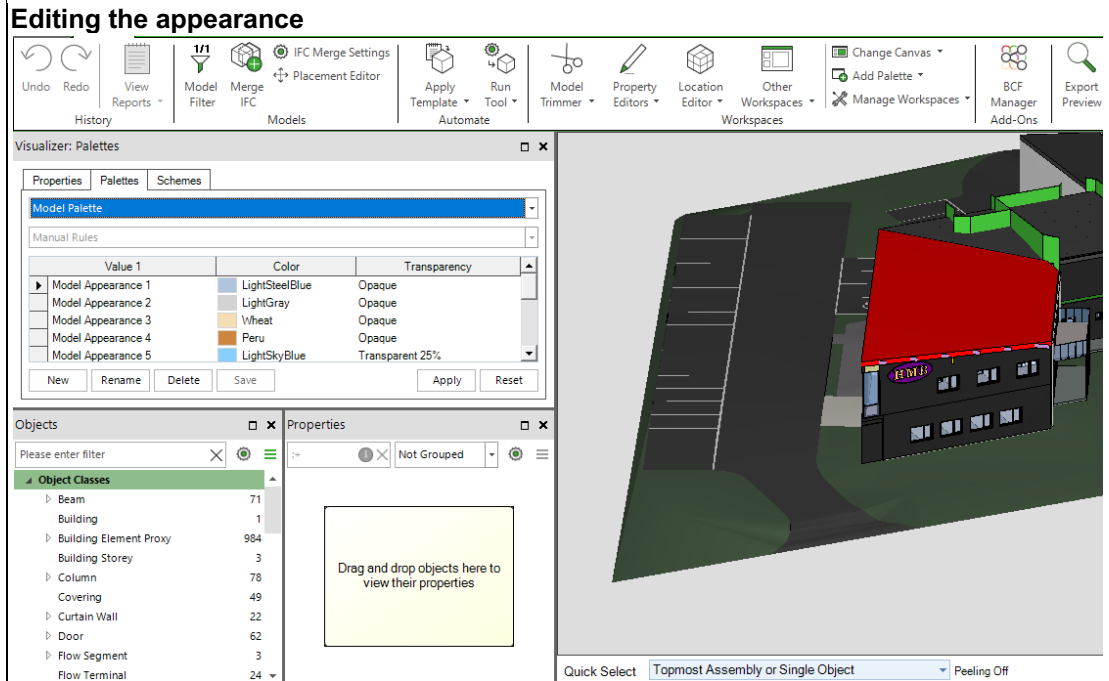 Editing the appearance
1/1
IFC Merge Settings
Change Canvas
Placement Editor
Add Palette
Undo Redo View Model Merge Apply Run Model Property Location Other Manage Workspaces BCF Export
Reports Filter IFC Template Tool Trimmer Editors Editor Workspaces Manager Preview
History Models Automate Workspaces Add-Ons
Visualizer: Palettes
Properties Palettes Schemes
Model Palette
Manual Rules
Value 1 Color Transparency
Model Appearance 1 LightSteelBlue Opaque
Model Appearance 2 LightGray Opaque
Model Appearance 3 Wheat Opaque
Model Appearance 4 Peru Opaque
Model Appearance 5 LightSkyBlue Transparent 25%
New Rename Delete Save Apply Reset
HMB
Objects Properties
Please enter filter :+ 1 Not Grouped
Object Classes
Beam 71
Building 1
Building Element Proxy 984
Building Storey 3
Column 78
Covering 49
Curtain Wall 22
Door 62
Flow Segment 3
Flow Terminal 24
Drag and drop objects here to
view their properties
Quick Select Topmost Assembly or Single Object Peeling Off